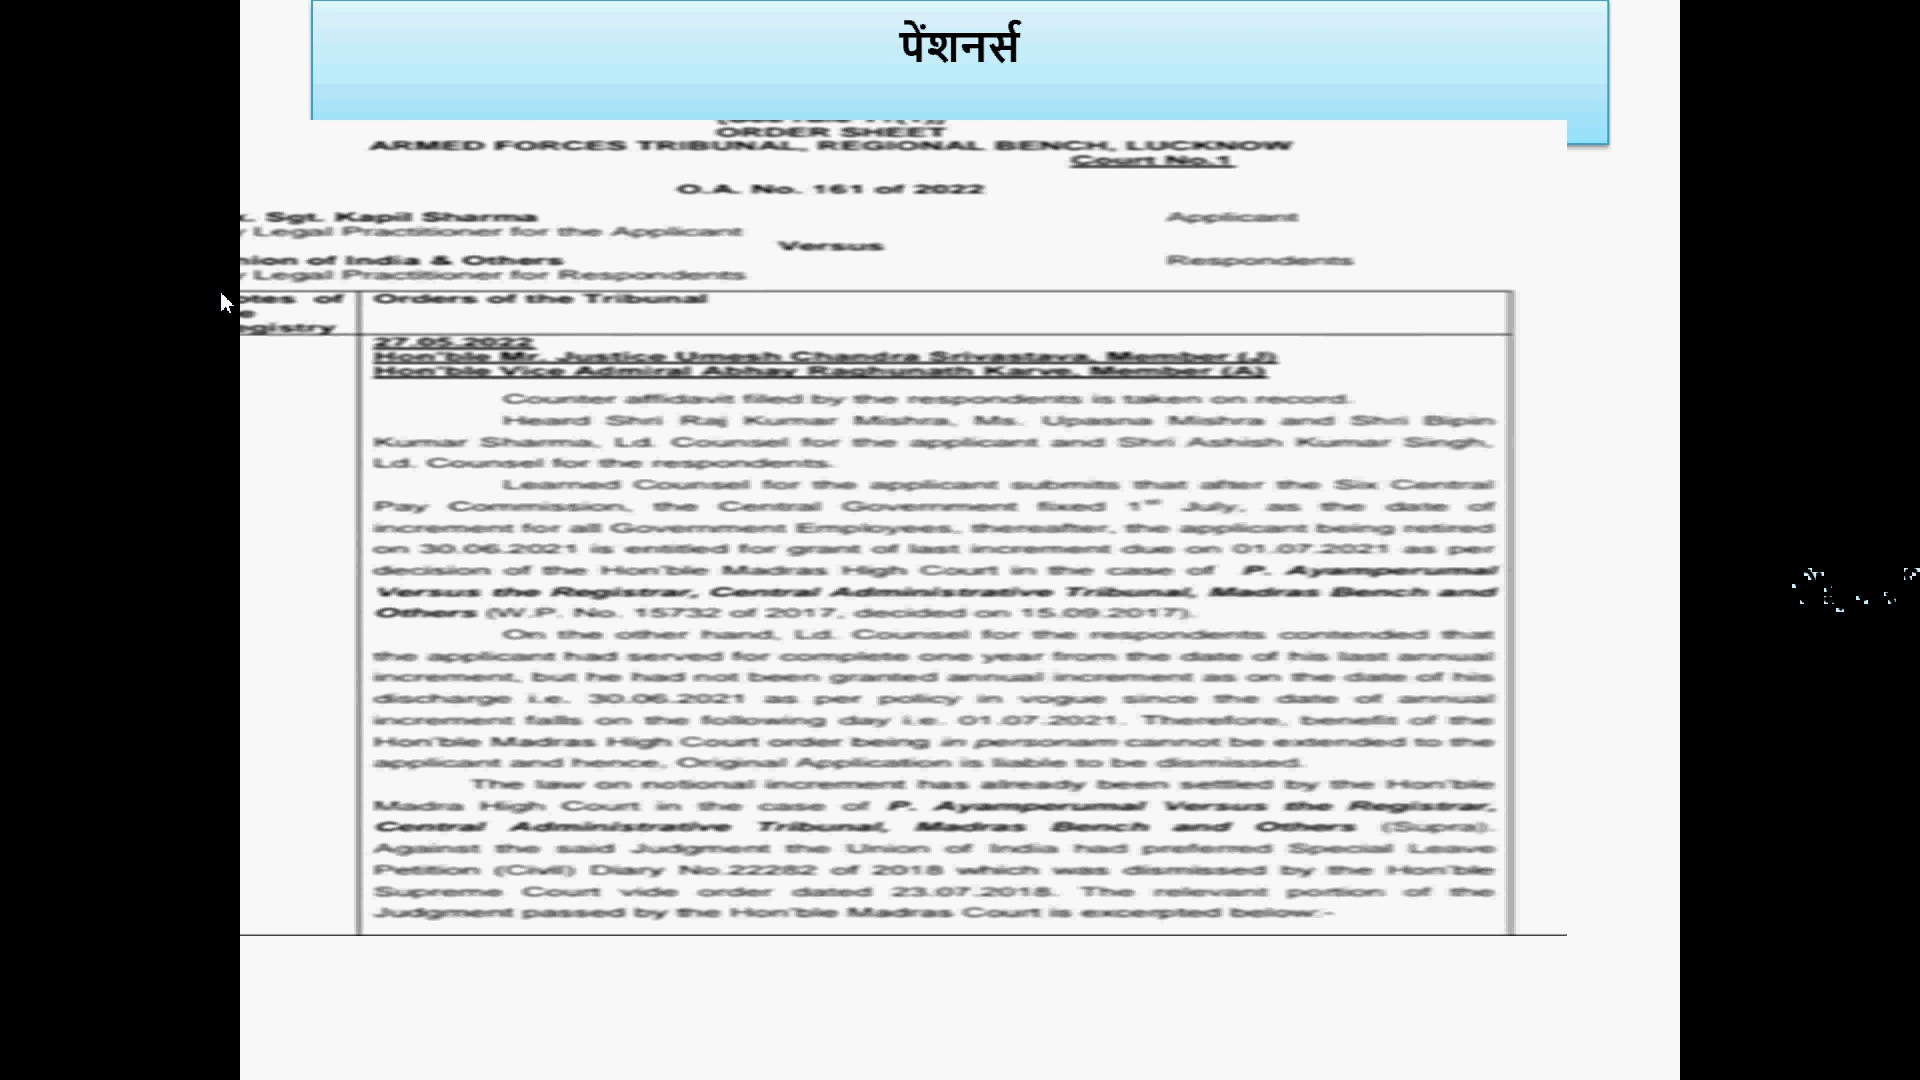 पेंशनर्स
ORDER SHEET
ARMED FORCES TRIBUNAL, REGIONAL BENCH, LUCKNOW
Court No.1
O.A. No. 161 of 2022
Sgt. Kapil Sharma Applicant
Legal Practitioner for the Applicant
Versus
nion of India & Others Respondents
Legal Practitioner for Respondents
otes of Orders of the Tribunal
e
egistry
27.05.2022
Hon'ble Mr. Justice Umesh Chandra Srivastava, Member (J)
Hon'ble Vice Admiral Abhay Raghunath Karve, Member (A)
Counter affidavit filed by the respondents is taken on record.
Heard Shri Raj Kumar Mishra, Ms. Upasna Mishra and Shri Bipin
Kumar Sharma, Ld. Counsel for the applicant and Shri Ashish Kumar Singh,
Ld. Counsel for the respondents.
Learned Counsel for the applicant submits that after the Six Central
Pay Commission, the Central Government fixed 1st July, as the date of
increment for all Government Employees, thereafter, the applicant being retired
on 30.06.2021 is entitled for grant of last increment due on 01.07.2021 as per
decision of the Hon'ble Madras High Court in the case of P. Ayamperumal
Versus the Registrar, Central Administrative Tribunal, Madras Bench and
Others (W.P. No. 15732 of 2017, decided on 15.09.2017).
On the other hand, Ld. Counsel for the respondents contended that
the applicant had served for complete one year from the date of his last annual
increment, but he had not been granted annual increment as on the date of his
discharge i.e. 30.06.2021 as per policy in vogue since the date of annual
increment falls on the following day i.e. 01.07.2021. Therefore, benefit of the
Hon'ble Madras High Court order being in personam cannot be extended to the
applicant and hence, Original Application is liable to be dismissed.
The law on notional increment has already been settled by the Hon'ble
Madra High Court in the case of P. Ayamperumal Versus the Registrar,
Central Administrative Tribunal, Madras Bench and Others (Supra).
Against the said Judgment the Union of India had preferred Special Leave
Petition (Civil) Diary No.22282 of 2018 which was dismissed by the Hon'ble
Supreme Court vide order dated 23.07.2018. The relevant portion of the
Judgment passed by the Hon'ble Madras Court is excerpted below:-